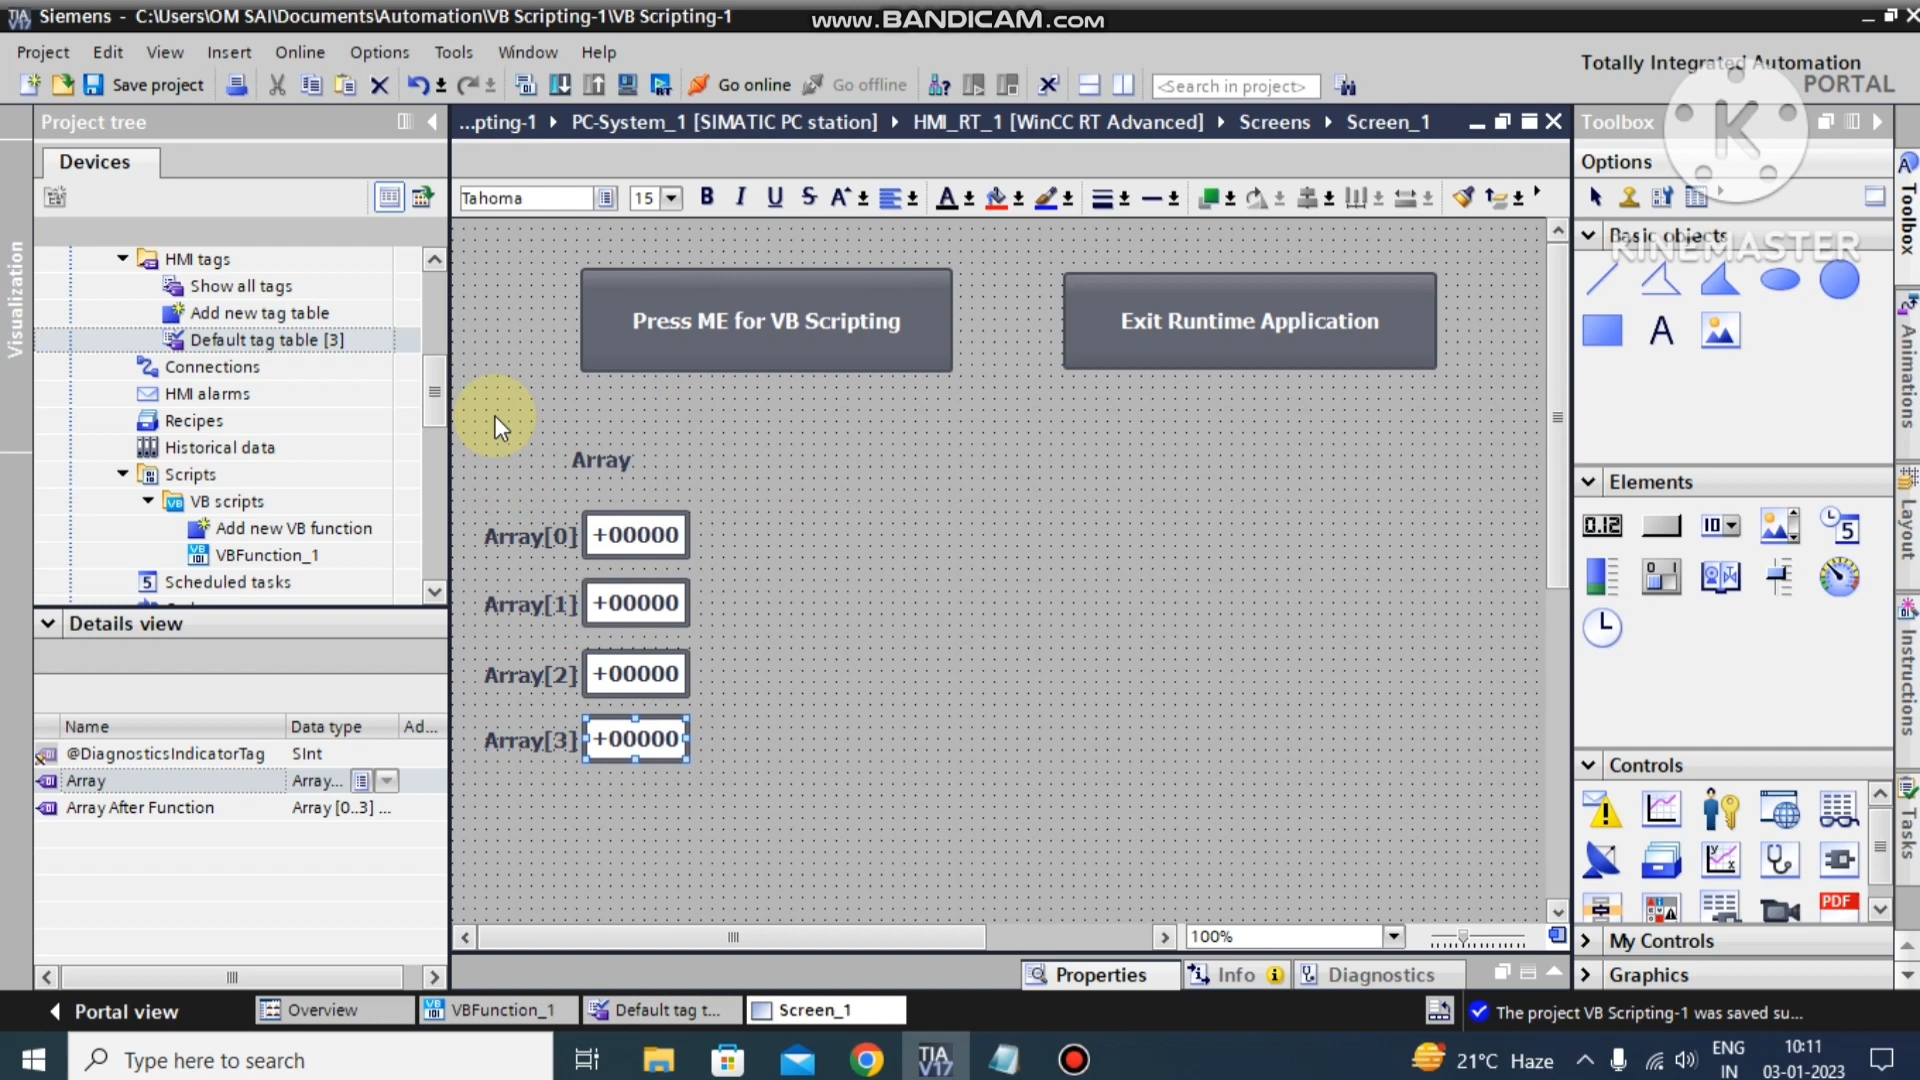 Siemens - C:\Users\OM SAI\Documents\Automation\VB Scripting-1\VB Scripting-1
www.BANDICAM.com
Project Edit View Insert Online Options Tools Window Help
Totally Integrated Automation
PORTAL
Save project
Go online
Go offline
<Search in project>
Project tree
...pting-1 PC-System_1 [SIMATIC PC station] HMI_RT_1 [WinCC RT Advanced] Screens Screen_1
Toolbox
Devices
Options
Tahoma
15
B I U S A
A
K
KINEMASTER
Visualization
HMI tags
Show all tags
Add new tag table
Default tag table [3]
Connections
HMI alarms
Recipes
Historical data
Scripts
VB scripts
Add new VB function
VBFunction_1
Scheduled tasks
Press ME for VB Scripting
Exit Runtime Application
Array
Array[0] +00000
Array[1] +00000
Array[2] +00000
Array[3] +00000
Basic objects
A
Elements
0.12
10
5
Controls
PDF
My Controls
Graphics
Toolbox
Animations
Layout
Instructions
Tasks
Details view
Name Data type Ad...
@DiagnosticsIndicatorTag SInt
Array Array...
Array After Function Array [0..3] ...
100%
Properties
Info
Diagnostics
Portal view
Overview
VBFunction_1
Default tag t...
Screen_1
The project VB Scripting-1 was saved su...
Type here to search
TIA
V17
21°C Haze
ENG
IN
10:11
03-01-2023